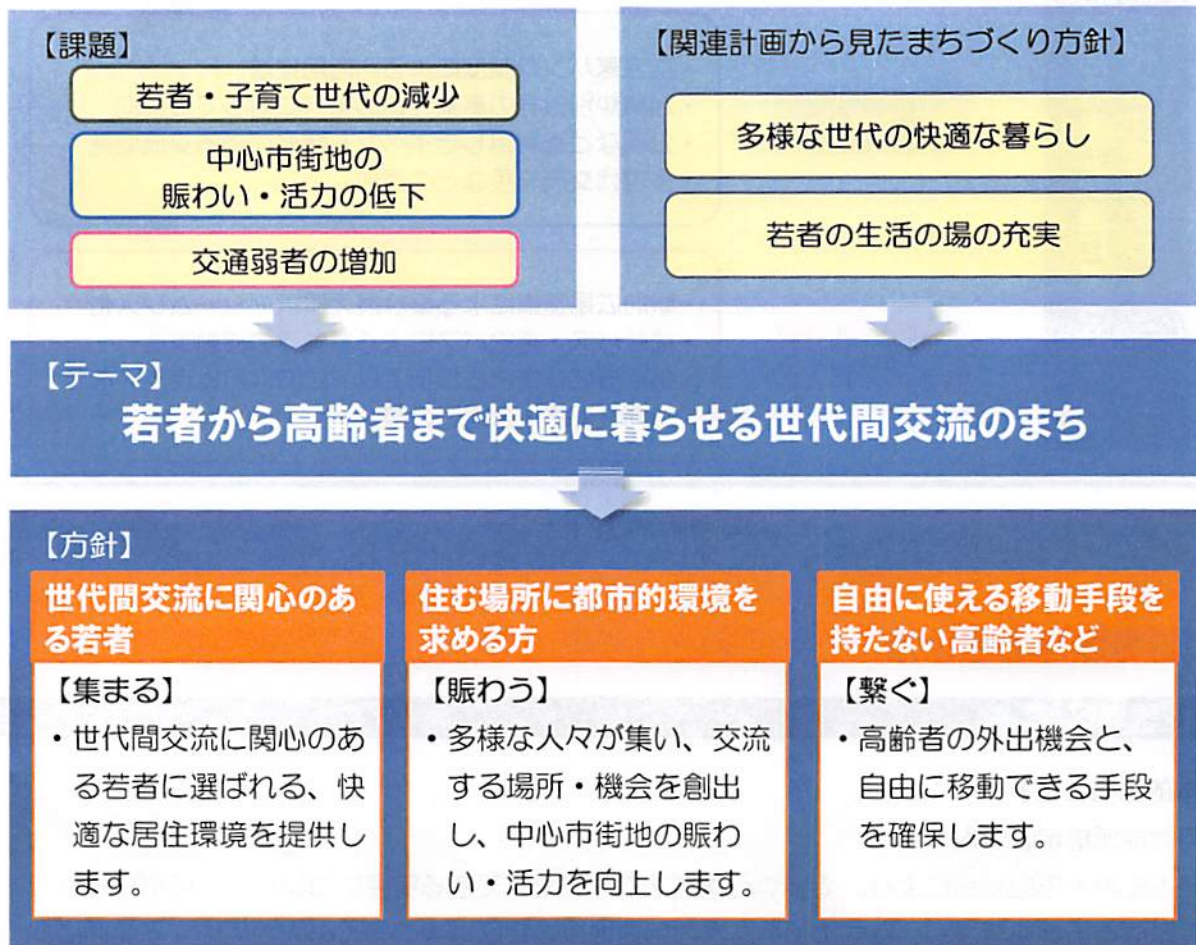 【課題】
若者・子育て世代の減少
中心市街地の
賑わい・活力の低下
交通弱者の増加
【関連計画から見たまちづくり方針】
多様な世代の快適な暮らし
若者の生活の場の充実
【テーマ】
若者から高齢者まで快適に暮らせる世代間交流のまち
【方針】
世代間交流に関心のあ
る若者
【集まる】
・世代間交流に関心のあ
る若者に選ばれる、快
適な居住環境を提供し
ます。
住む場所に都市的環境を
求める方
【賑わう】
・多様な人々が集い、交流
する場所・機会を創出
し、中心市街地の賑わ
い・活力を向上します。
自由に使える移動手段を
持たない高齢者など
【繋ぐ】
・高齢者の外出機会と、
自由に移動できる手段
を確保します。